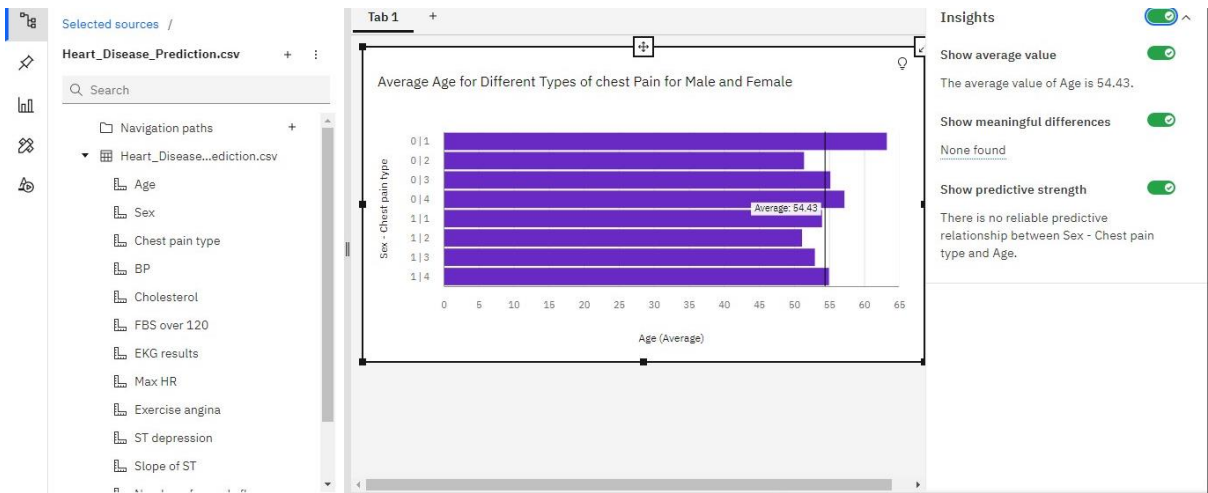 Selected sources /
Heart_Disease_Prediction.csv
Search
Navigation paths
Heart_Disease...ediction.csv
Age
Sex
Chest pain type
BP
Cholesterol
FBS over 120
EKG results
Max HR
Exercise angina
ST depression
Slope of ST
Tab 1
Average Age for Different Types of chest Pain for Male and Female
Sex - Chest pain type
0|1
0|2
0|3
0|4
1|1
1|2
1|3
1|4
Average: 54.43
0 5 10 15 20 25 30 35 40 45 50 55 60 65
Age (Average)
Insights
Show average value
The average value of Age is 54.43.
Show meaningful differences
None found
Show predictive strength
There is no reliable predictive
relationship between Sex - Chest pain
type and Age.